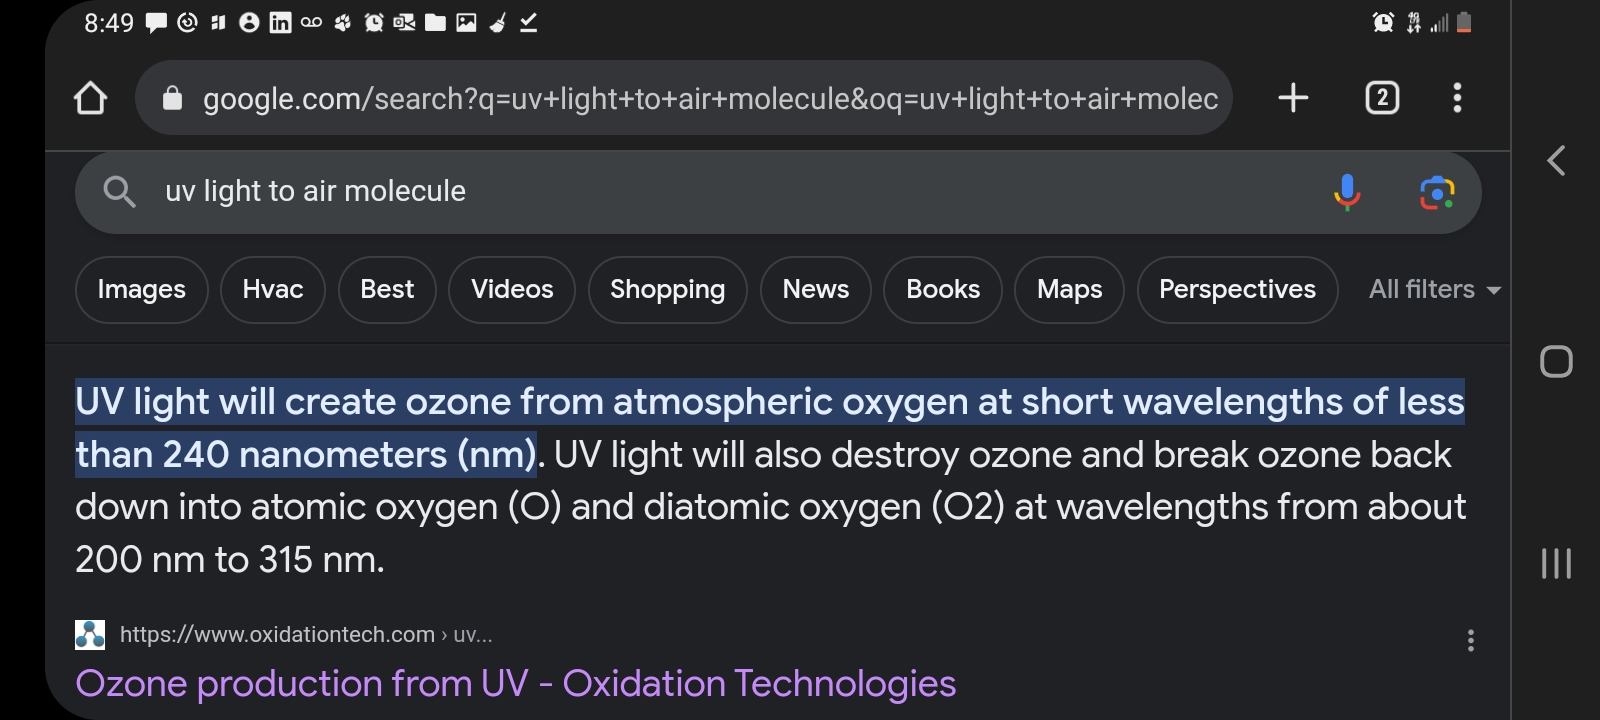 8:49
google.com/search?q=uv+light+to+air+molecule&oq=uv+light+to+air+molec
2
uv light to air molecule
Images Hvac Best Videos Shopping News Books Maps Perspectives All filters
UV light will create ozone from atmospheric oxygen at short wavelengths of less
than 240 nanometers (nm). UV light will also destroy ozone and break ozone back
down into atomic oxygen (O) and diatomic oxygen (O2) at wavelengths from about
200 nm to 315 nm.
https://www.oxidationtech.com › uv...
Ozone production from UV - Oxidation Technologies